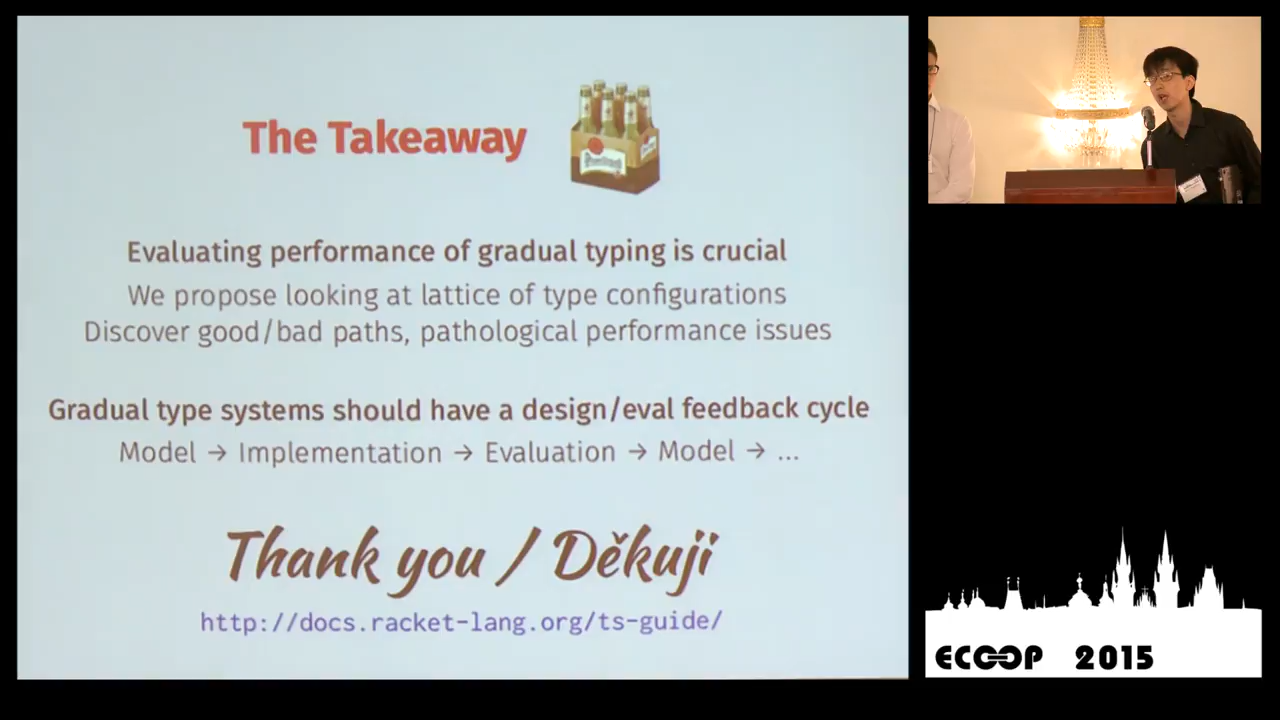 The Takeaway
Evaluating performance of gradual typing is crucial
We propose looking at lattice of type configurations
Discover good/bad paths, pathological performance issues
Gradual type systems should have a design/eval feedback cycle
Model → Implementation → Evaluation → Model → ...
Thank you / Děkuji
http://docs.racket-lang.org/ts-guide/
ECOOP 2015